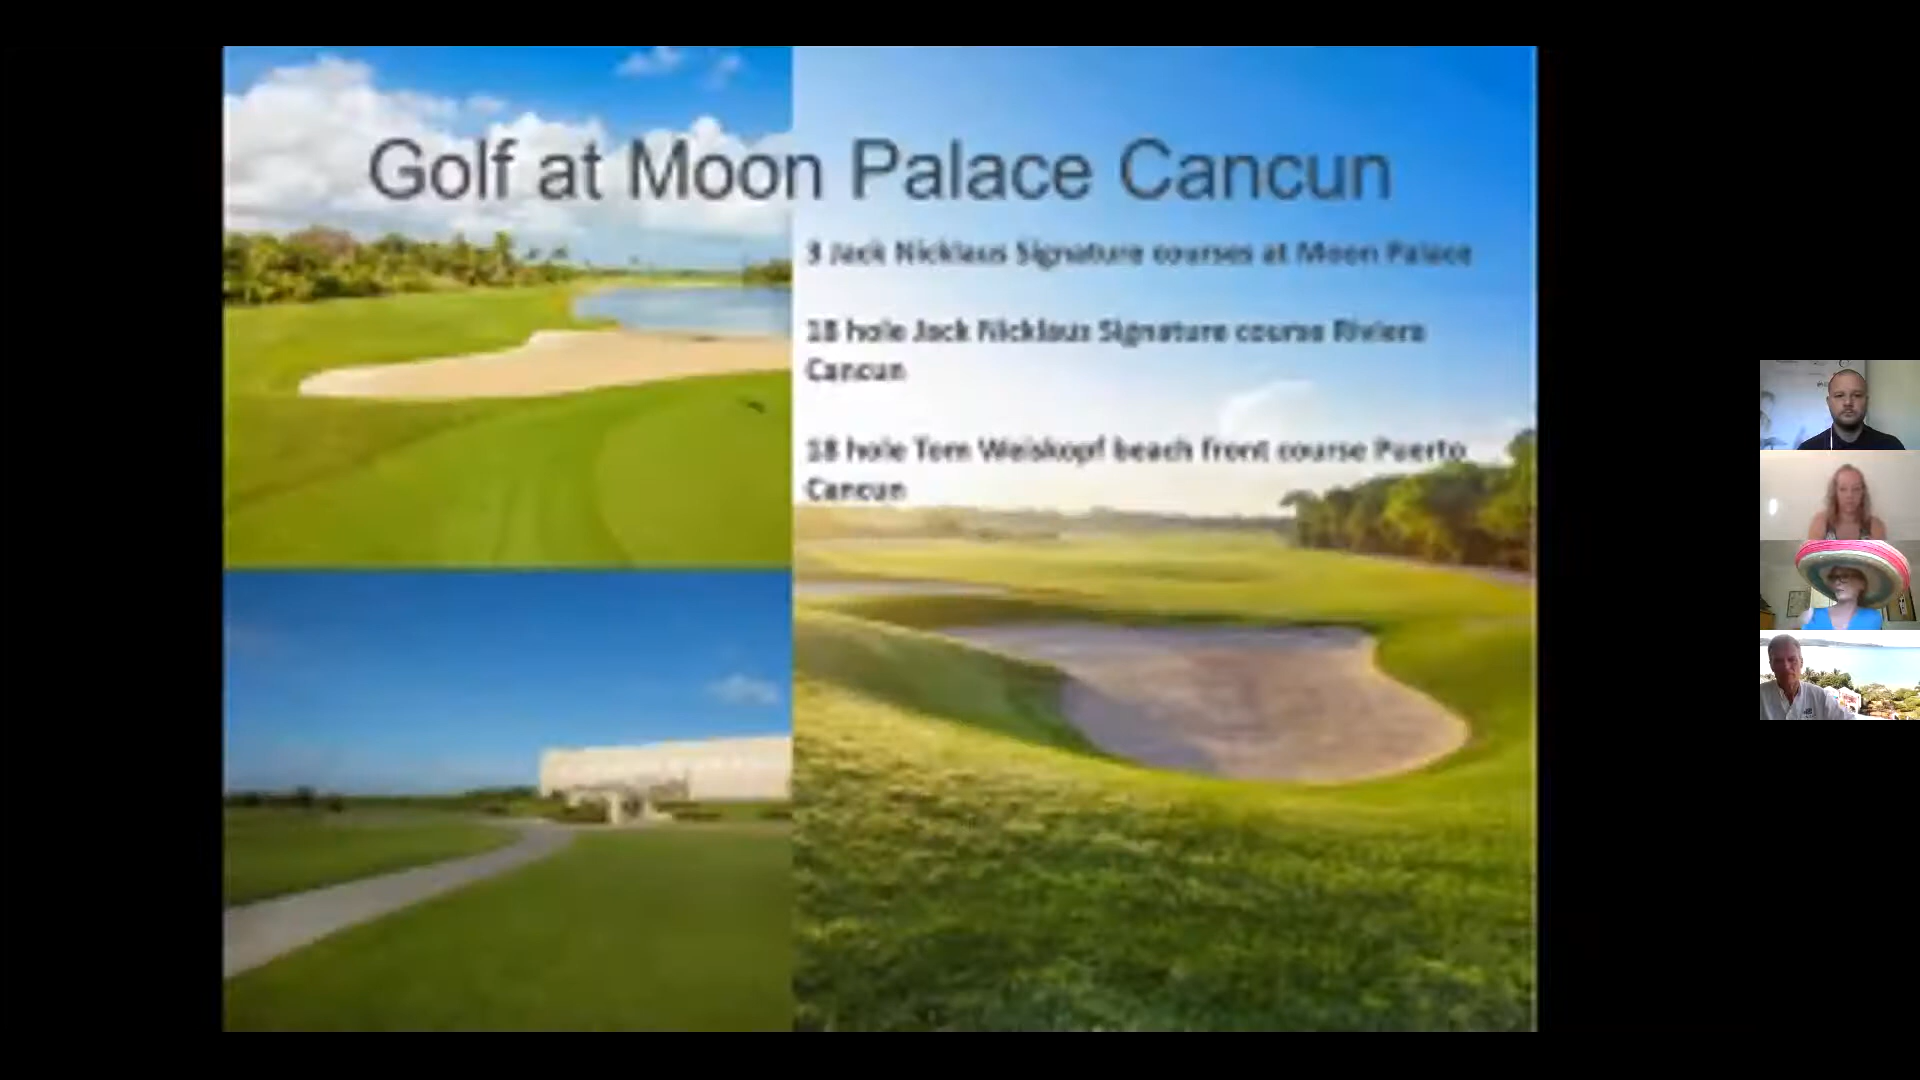 Golf at Moon Palace Cancun
3 Jack Nicklaus Signature courses at Moon Palace
18 hole Jack Nicklaus Signature course Riviera
Cancun
18 hole Tom Weiskopf beach front course Puerto
Cancun